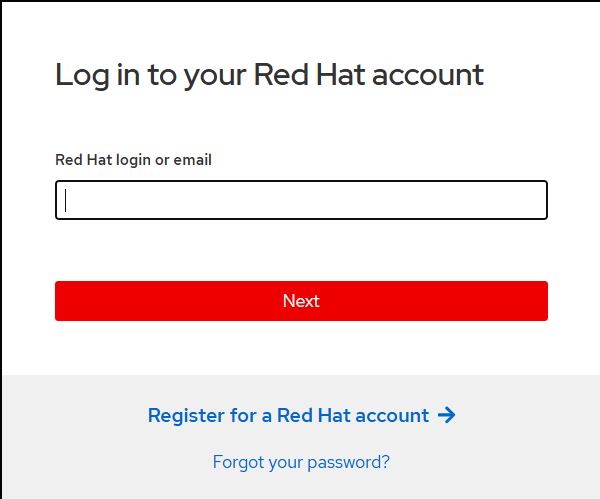 Log in to your Red Hat account
Red Hat login or email
Next
Register for a Red Hat account →
Forgot your password?